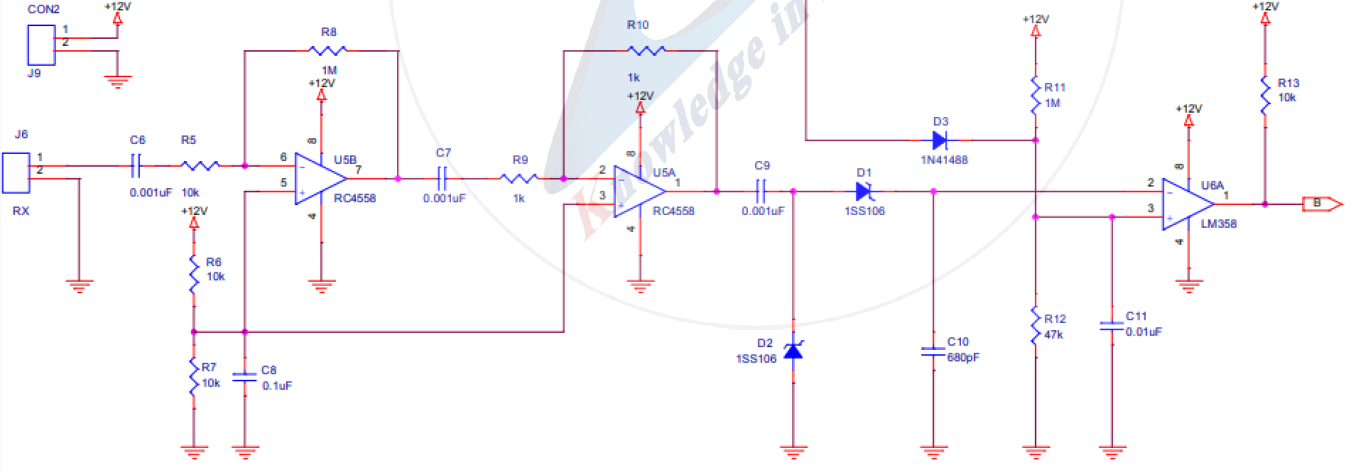 CON2
+12V
1
2
J9
J6
1
2
RX
C6
0.001uF
R5
10k
R8
1M
+12V
8
6
5
-
+
U5B
7
RC4558
4
+12V
R6
10k
R7
10k
C8
0.1uF
C7
0.001uF
R9
1k
R10
1k
+12V
8
2
3
-
+
U5A
1
RC4558
4
Knowledge in
C9
0.001uF
D1
1SS106
D2
1SS106
C10
680pF
D3
1N41488
+12V
R11
1M
R12
47k
C11
0.01uF
+12V
8
2
3
-
+
U6A
1
LM358
4
+12V
R13
10k
B